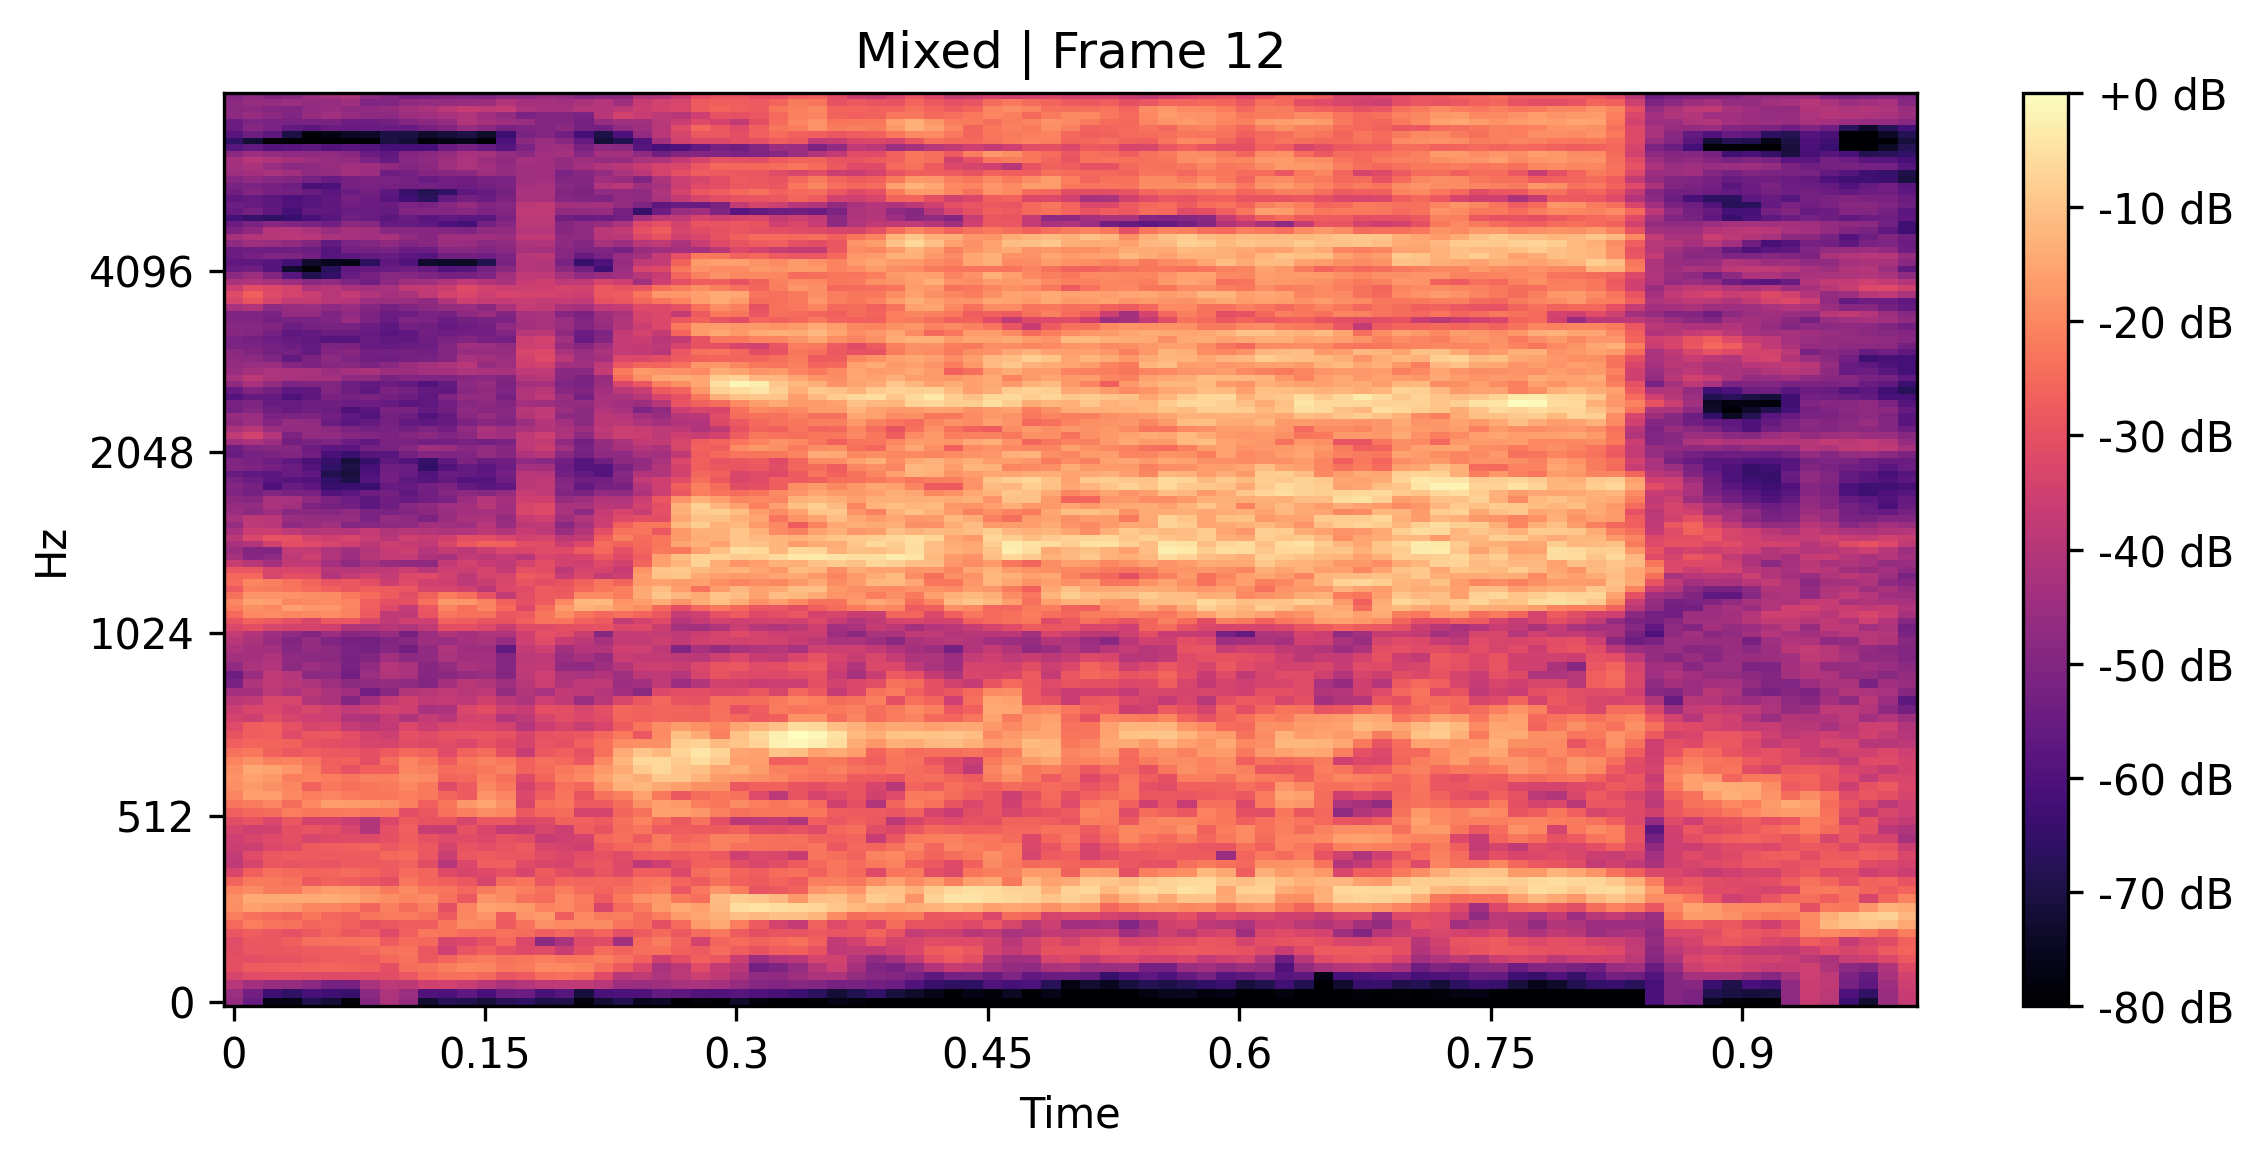 Mixed | Frame 12
+0 dB
-10 dB
-20 dB
-30 dB
-40 dB
-50 dB
-60 dB
-70 dB
-80 dB
Hz
4096
2048
1024
512
0
0 0.15 0.3 0.45 0.6 0.75 0.9
Time